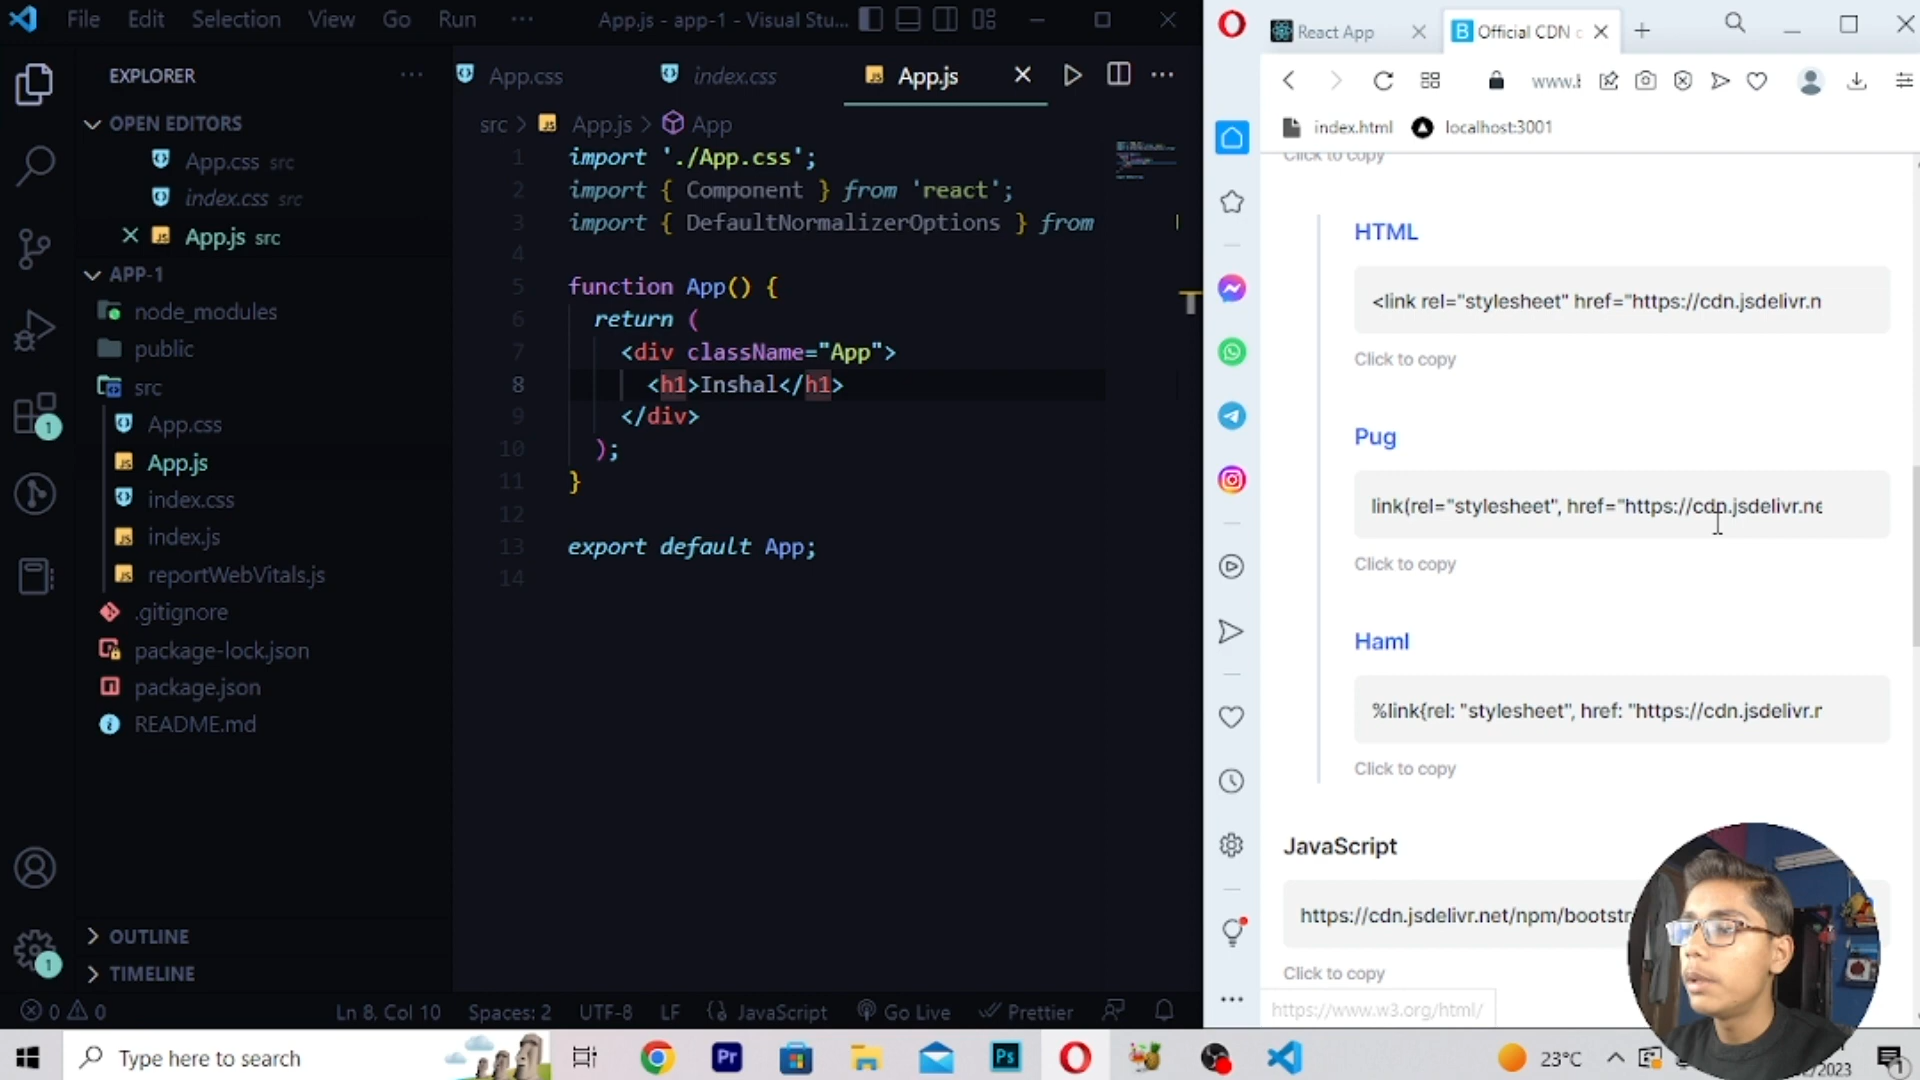 File Edit Selection View Go Run ··· App.js - app-1 - Visual Stu...
EXPLORER ···
OPEN EDITORS
App.css src
index.css src
App.js src
APP-1
node_modules
public
src
App.css
App.js
index.css
index.js
reportWebVitals.js
.gitignore
package-lock.json
package.json
README.md
OUTLINE
TIMELINE
App.css index.css App.js
src > App.js > App
1 import './App.css';
2 import { Component } from 'react';
3 import { DefaultNormalizerOptions } from
4
5 function App() {
6 return (
7 <div className="App">
8 <h1>Inshal</h1>
9 </div>
10 );
11 }
12
13 export default App;
14
0 0 Ln 8, Col 10 Spaces: 2 UTF-8 LF JavaScript Go Live Prettier
React App Official CDN
index.html localhost:3001
Click to copy
HTML
<link rel="stylesheet" href="https://cdn.jsdelivr.n
Click to copy
Pug
link(rel="stylesheet", href="https://cdn.jsdelivr.ne
Click to copy
Haml
%link{rel: "stylesheet", href: "https://cdn.jsdelivr.r
Click to copy
JavaScript
https://cdn.jsdelivr.net/npm/bootstr
Click to copy
https://www.w3.org/html/
Type here to search
23°C